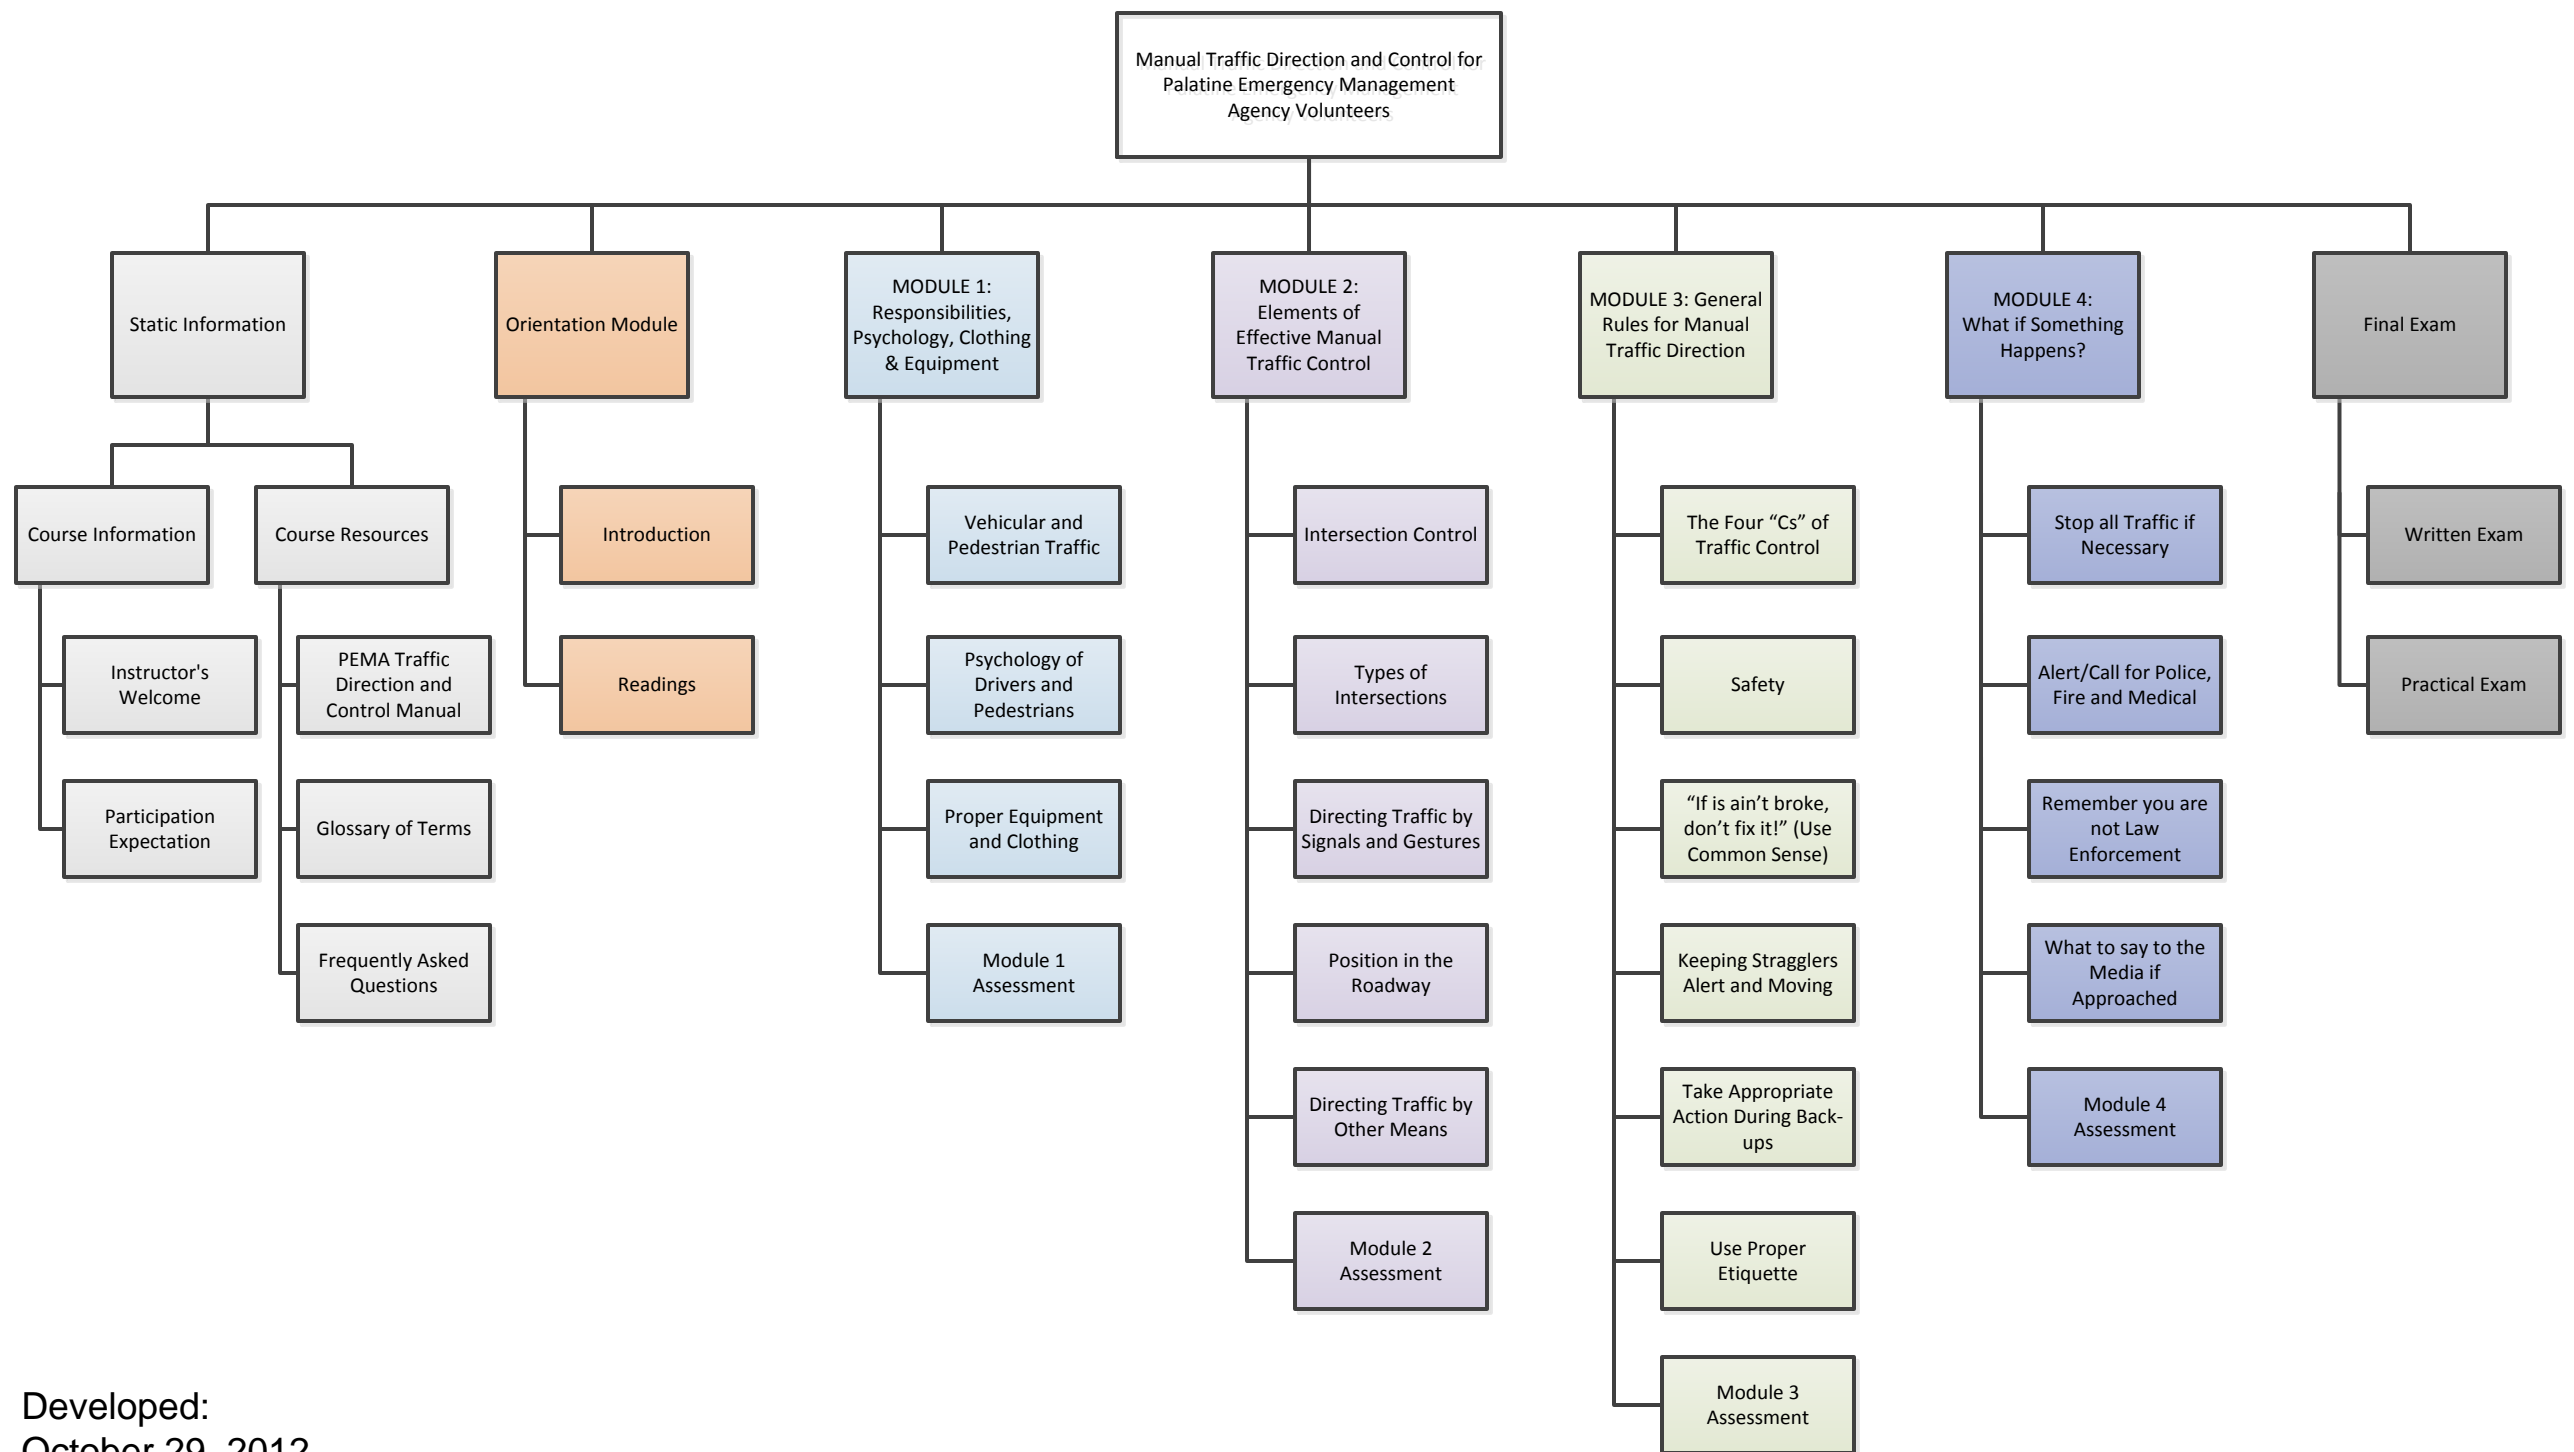 Manual Traffic Direction and Control for
Palatine Emergency Management
Agency Volunteers
Static Information
Orientation Module
MODULE 1:
Responsibilities,
Psychology, Clothing
& Equipment
MODULE 2:
Elements of
Effective Manual
Traffic Control
MODULE 3: General
Rules for Manual
Traffic Direction
MODULE 4:
What if Something
Happens?
Final Exam
Course Information
Instructor's
Welcome
Participation
Expectation
Course Resources
PEMA Traffic
Direction and
Control Manual
Glossary of Terms
Frequently Asked
Questions
Introduction
Readings
Vehicular and
Pedestrian Traffic
Psychology of
Drivers and
Pedestrians
Proper Equipment
and Clothing
Module 1
Assessment
Intersection Control
Types of
Intersections
Directing Traffic by
Signals and Gestures
Position in the
Roadway
Directing Traffic by
Other Means
Module 2
Assessment
The Four “Cs” of
Traffic Control
Safety
“If is ain’t broke,
don’t fix it!” (Use
Common Sense)
Keeping Stragglers
Alert and Moving
Take Appropriate
Action During Back-
ups
Use Proper
Etiquette
Module 3
Assessment
Stop all Traffic if
Necessary
Alert/Call for Police,
Fire and Medical
Remember you are
not Law
Enforcement
What to say to the
Media if
Approached
Module 4
Assessment
Written Exam
Practical Exam
Developed:
October 29, 2012